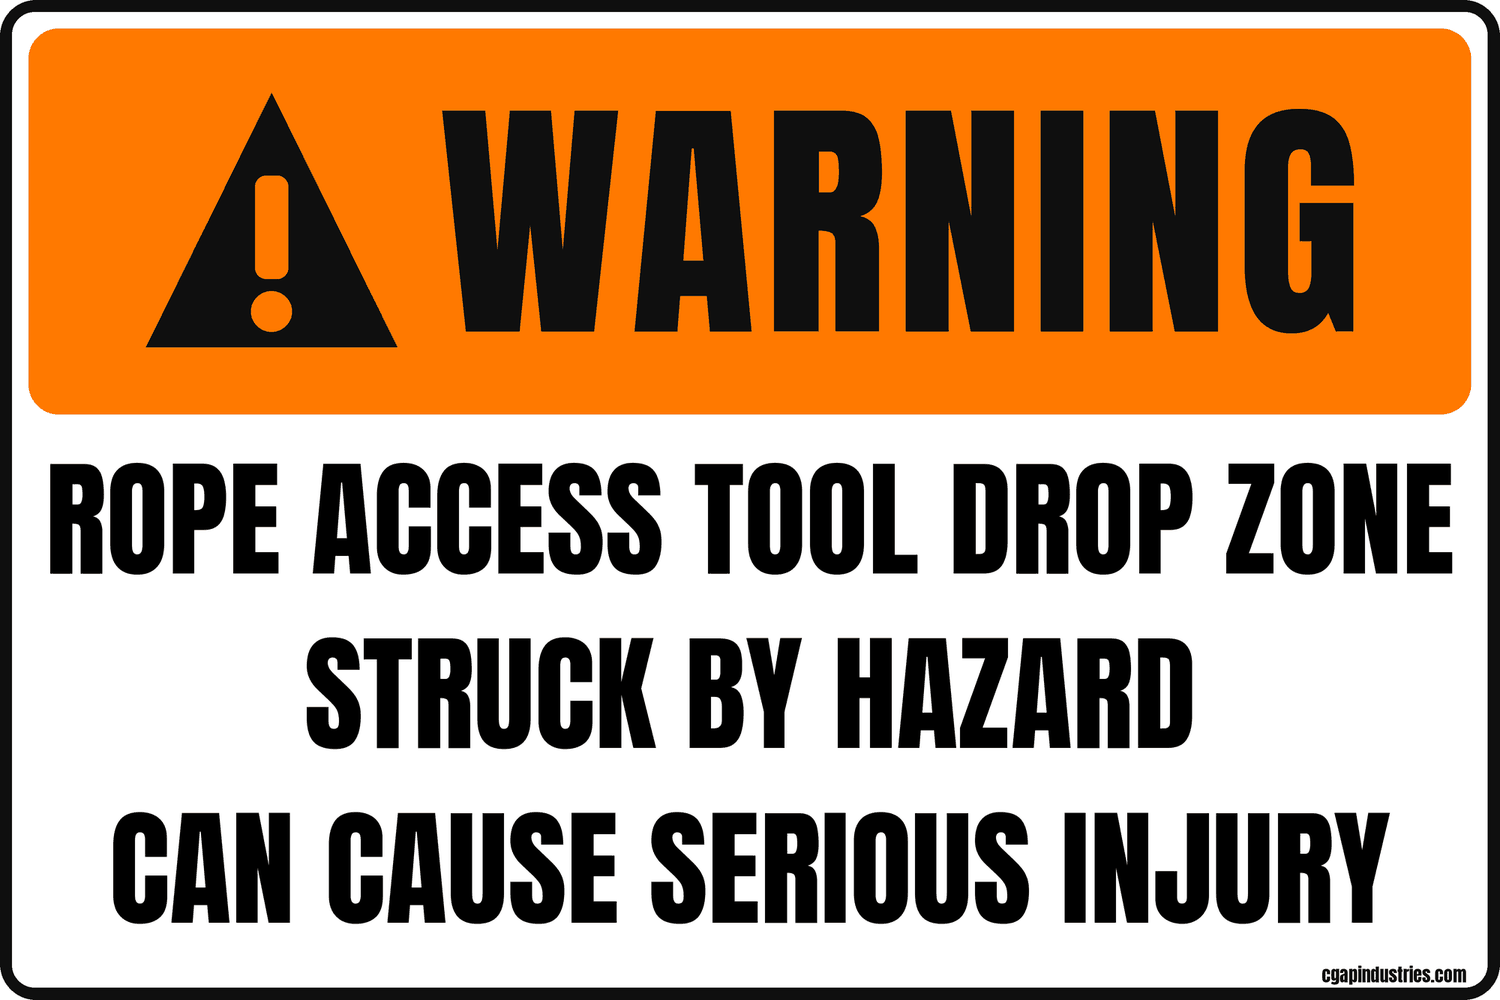 WARNING
ROPE ACCESS TOOL DROP ZONE
STRUCK BY HAZARD
CAN CAUSE SERIOUS INJURY
cgapindustries.com